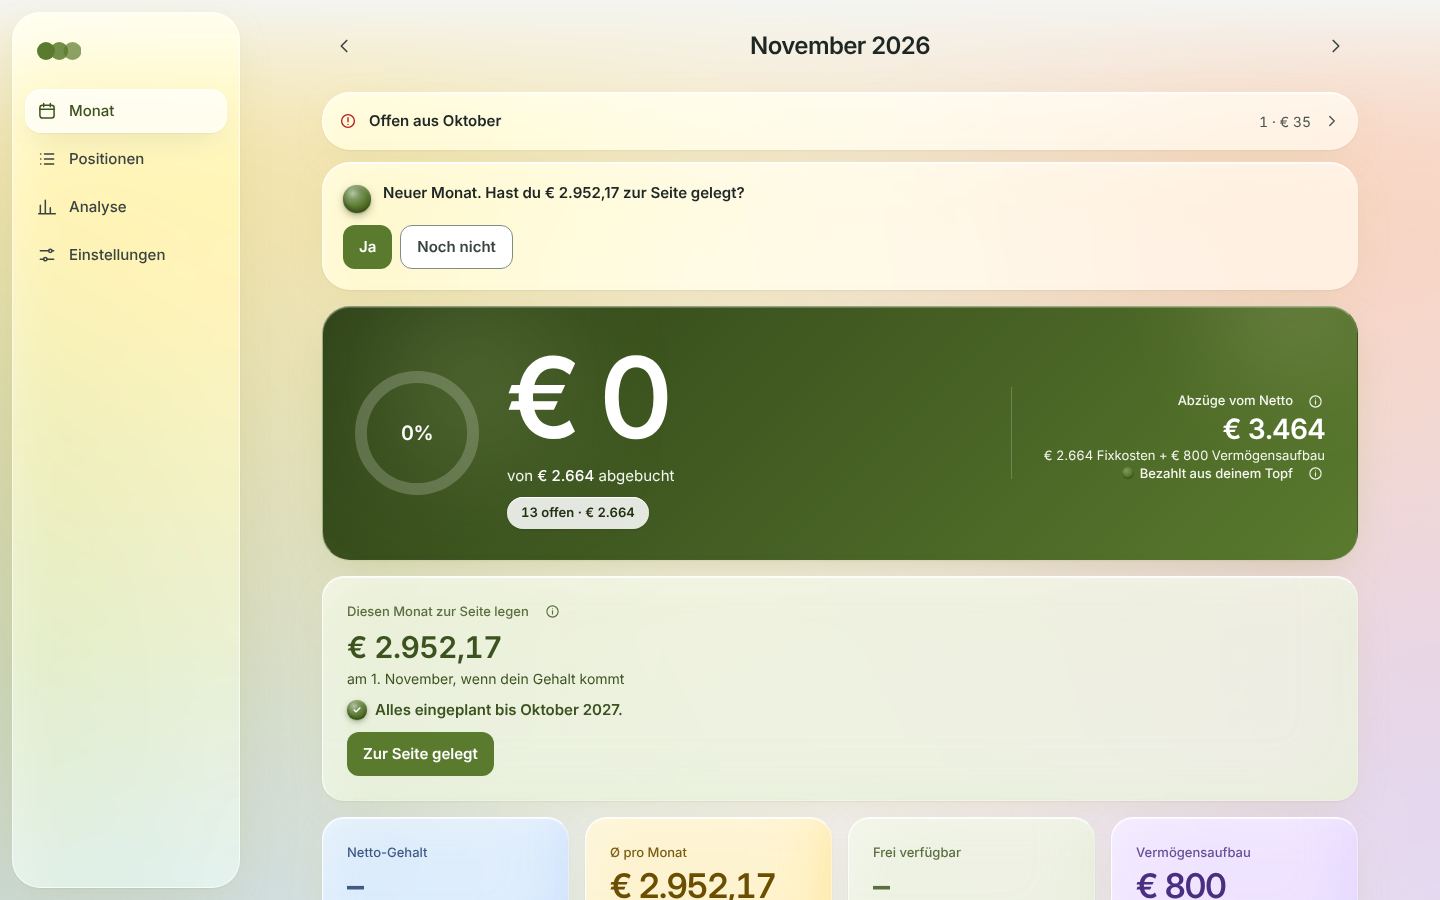 November 2026
Monat
Positionen
Analyse
Einstellungen
Offen aus Oktober
1 · € 35
Neuer Monat. Hast du € 2.952,17 zur Seite gelegt?
Ja
Noch nicht
0%
€ 0
von € 2.664 abgebucht
13 offen · € 2.664
Abzüge vom Netto
€ 3.464
€ 2.664 Fixkosten + € 800 Vermögensaufbau
Bezahlt aus deinem Topf
Diesen Monat zur Seite legen
€ 2.952,17
am 1. November, wenn dein Gehalt kommt
Alles eingeplant bis Oktober 2027.
Zur Seite gelegt
Netto-Gehalt
–
Ø pro Monat
€ 2.952,17
Frei verfügbar
–
Vermögensaufbau
€ 800